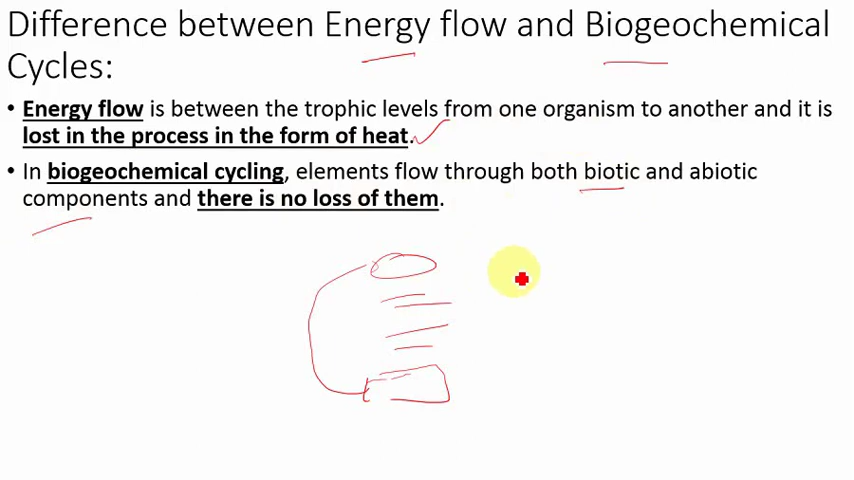 Difference between Energy flow and Biogeochemical
Cycles:
• Energy flow is between the trophic levels from one organism to another and it is
lost in the process in the form of heat.
• In biogeochemical cycling, elements flow through both biotic and abiotic
components and there is no loss of them.